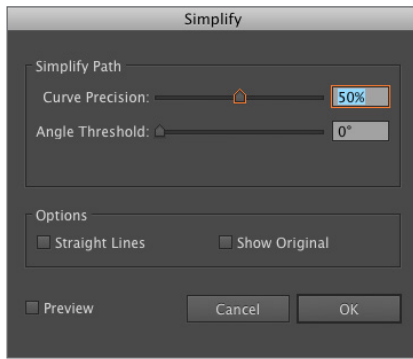 Simplify
Simplify Path
Curve Precision: 50%
Angle Threshold: 0°
Options
Straight Lines Show Original
Preview Cancel OK